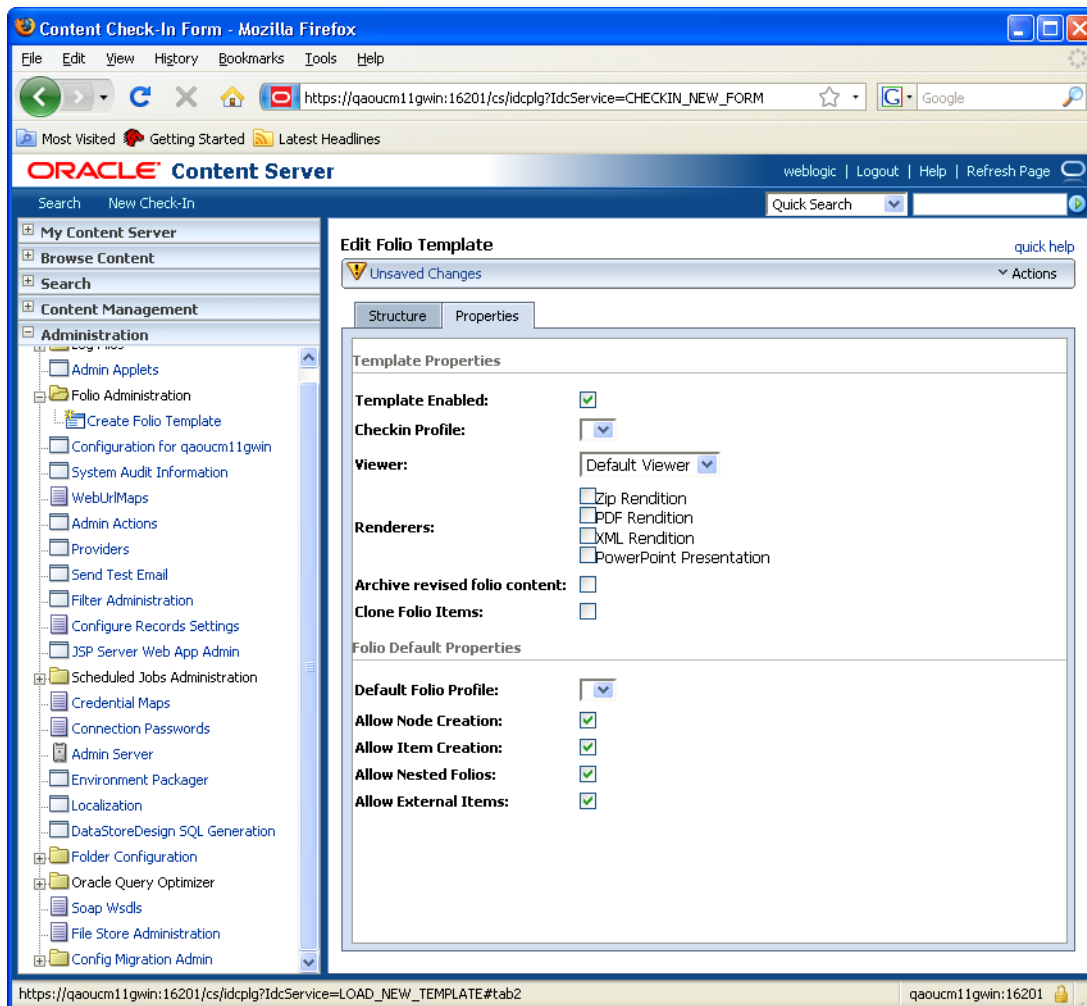 Content Check-In Form - Mozilla Firefox
File Edit View History Bookmarks Tools Help
https://qaoucm11gwin:16201/cs/idcplg?IdcService=CHECKIN_NEW_FORM
G Google
Most Visited Getting Started Latest Headlines
ORACLE Content Server
weblogic | Logout | Help | Refresh Page
Search New Check-In
Quick Search
My Content Server
Browse Content
Search
Content Management
Administration
Log Files
Admin Applets
Folio Administration
Create Folio Template
Configuration for qaoucm11gwin
System Audit Information
WebUrlMaps
Admin Actions
Providers
Send Test Email
Filter Administration
Configure Records Settings
JSP Server Web App Admin
Scheduled Jobs Administration
Credential Maps
Connection Passwords
Admin Server
Environment Packager
Localization
DataStoreDesign SQL Generation
Folder Configuration
Oracle Query Optimizer
Soap Wsdls
File Store Administration
Config Migration Admin
Edit Folio Template
quick help
Unsaved Changes
Actions
Structure Properties
Template Properties
Template Enabled:
Checkin Profile:
Viewer: Default Viewer
Renderers:
Zip Rendition
PDF Rendition
XML Rendition
PowerPoint Presentation
Archive revised folio content:
Clone Folio Items:
Folio Default Properties
Default Folio Profile:
Allow Node Creation:
Allow Item Creation:
Allow Nested Folios:
Allow External Items:
https://qaoucm11gwin:16201/cs/idcplg?IdcService=LOAD_NEW_TEMPLATE#tab2
qaoucm11gwin:16201